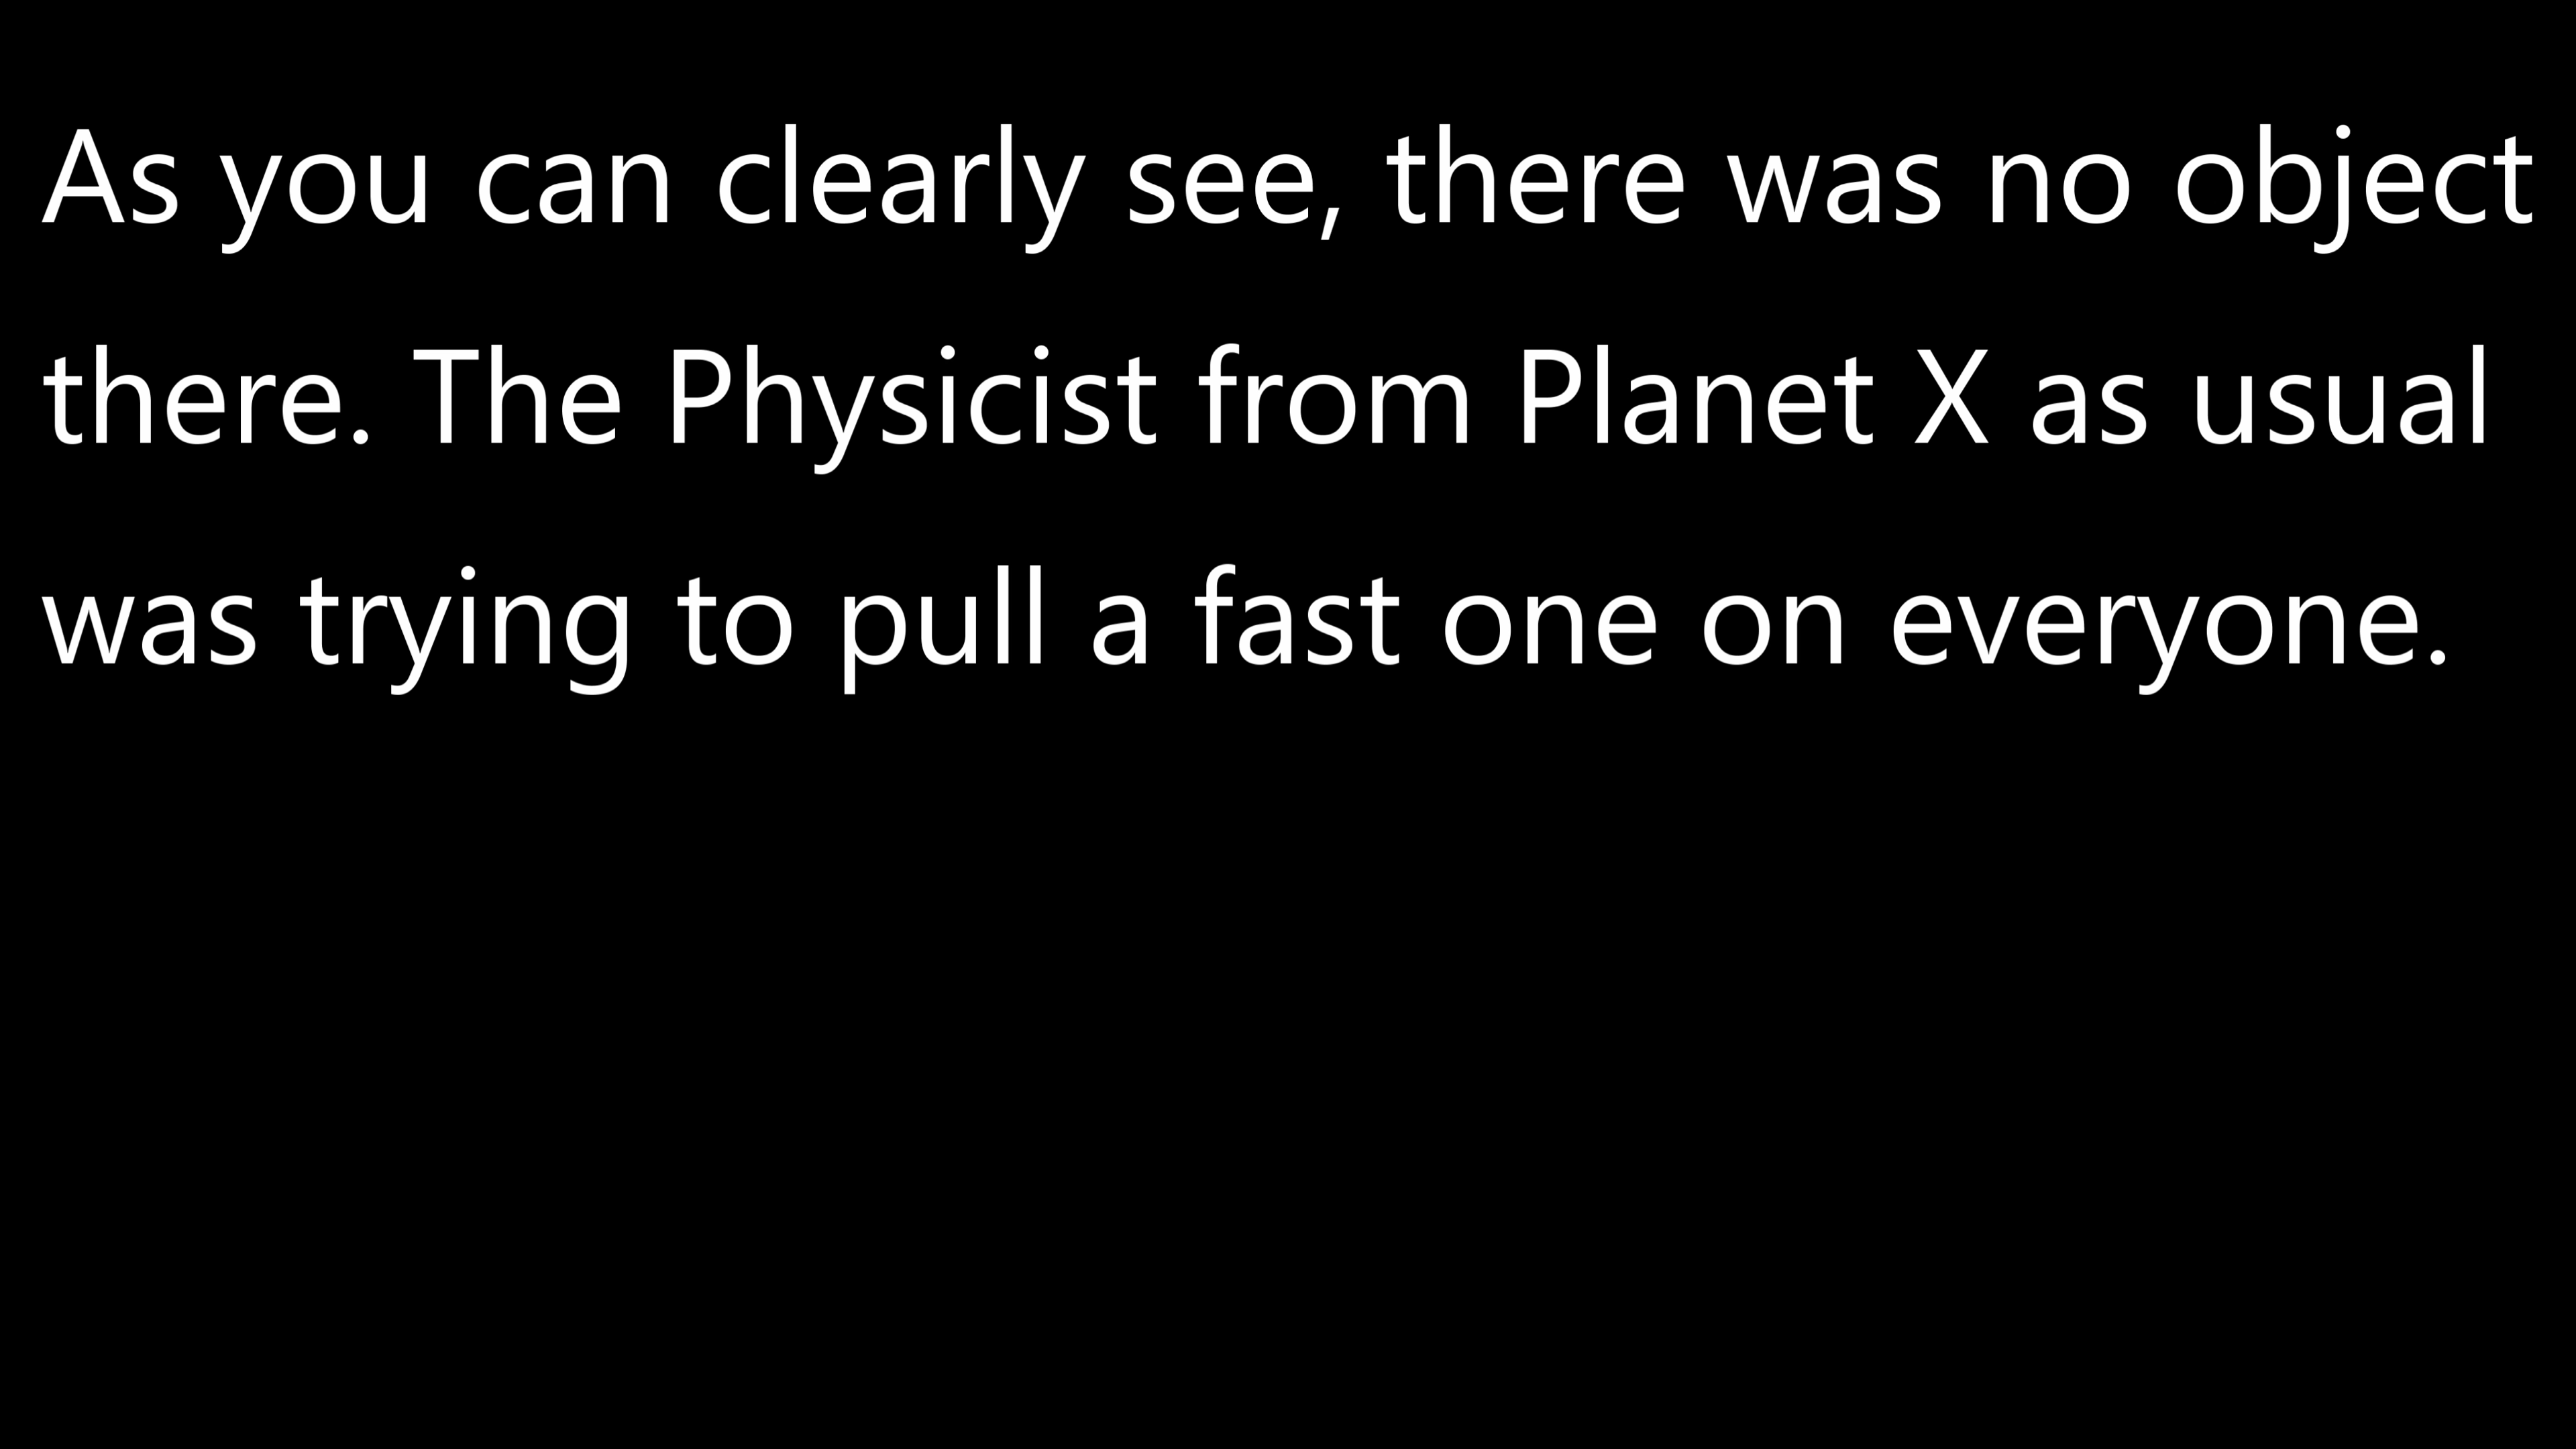 As you can clearly see, there was no object
there. The Physicist from Planet X as usual
was trying to pull a fast one on everyone.